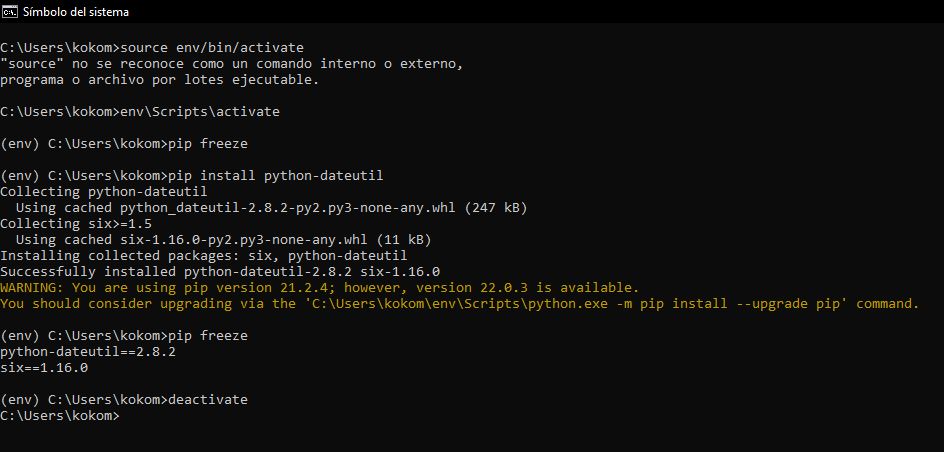 Símbolo del sistema
C:\Users\kokom>source env/bin/activate
"source" no se reconoce como un comando interno o externo,
programa o archivo por lotes ejecutable.
C:\Users\kokom>env\Scripts\activate
(env) C:\Users\kokom>pip freeze
(env) C:\Users\kokom>pip install python-dateutil
Collecting python-dateutil
  Using cached python_dateutil-2.8.2-py2.py3-none-any.whl (247 kB)
Collecting six>=1.5
  Using cached six-1.16.0-py2.py3-none-any.whl (11 kB)
Installing collected packages: six, python-dateutil
Successfully installed python-dateutil-2.8.2 six-1.16.0
WARNING: You are using pip version 21.2.4; however, version 22.0.3 is available.
You should consider upgrading via the 'C:\Users\kokom\env\Scripts\python.exe -m pip install --upgrade pip' command.
(env) C:\Users\kokom>pip freeze
python-dateutil==2.8.2
six==1.16.0
(env) C:\Users\kokom>deactivate
C:\Users\kokom>